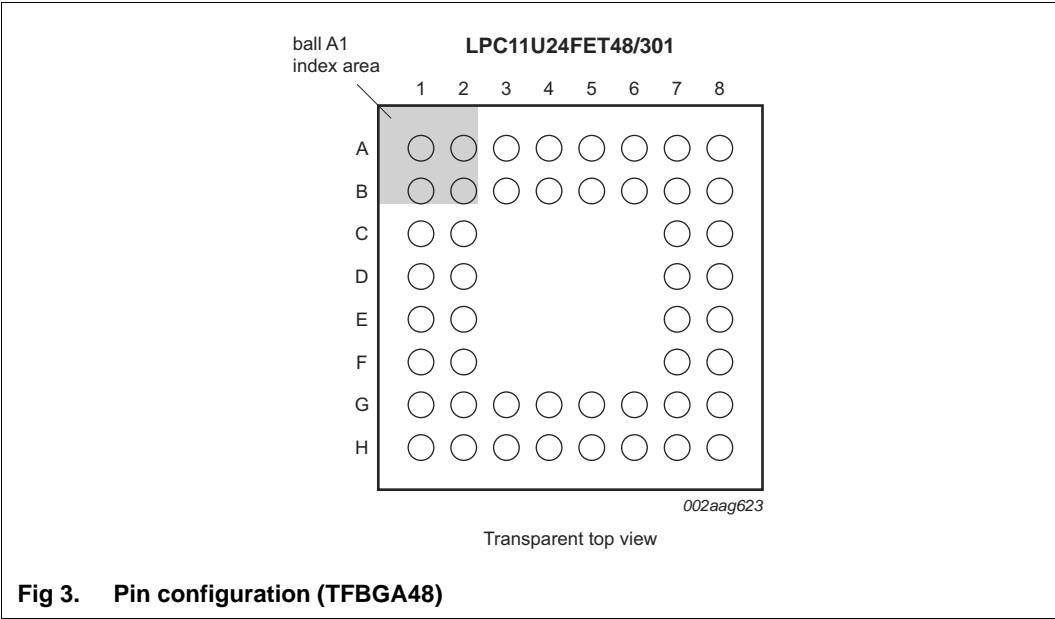 ball A1
index area
LPC11U24FET48/301
1 2 3 4 5 6 7 8
A
B
C
D
E
F
G
H
002aag623
Transparent top view
Fig 3. Pin configuration (TFBGA48)